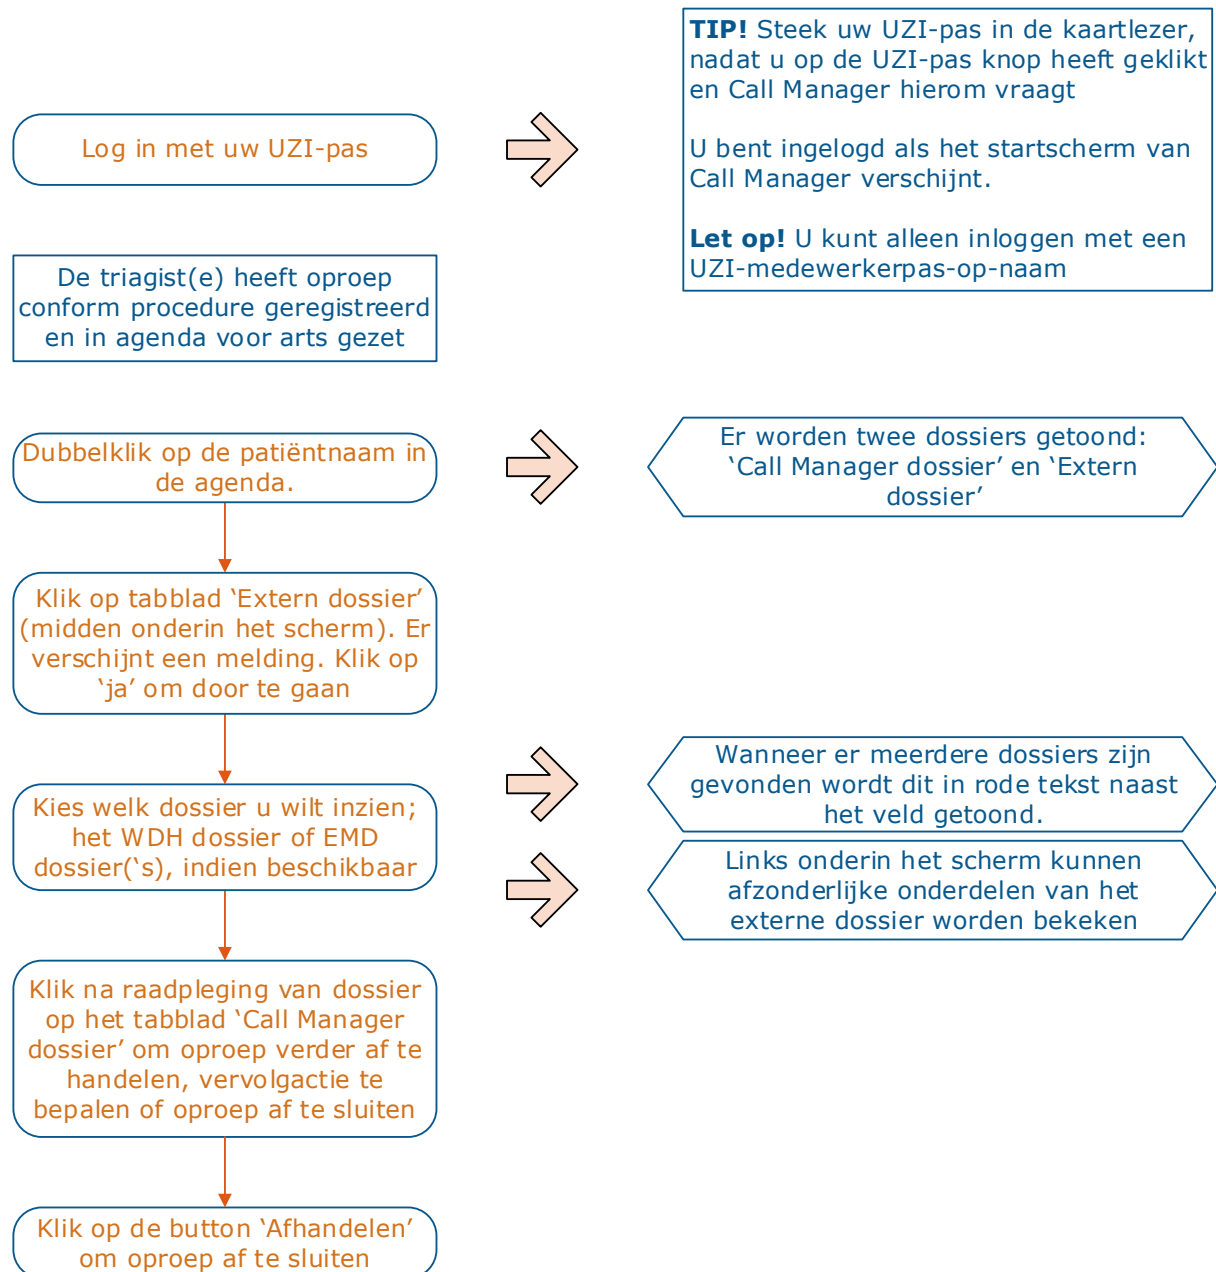 Log in met uw UZI-pas
TIP! Steek uw UZI-pas in de kaartlezer,
nadat u op de UZI-pas knop heeft geklikt
en Call Manager hierom vraagt
U bent ingelogd als het startscherm van
Call Manager verschijnt.
Let op! U kunt alleen inloggen met een
UZI-medewerkerpas-op-naam
De triagist(e) heeft oproep
conform procedure geregistreerd
en in agenda voor arts gezet
Dubbelklik op de patiëntnaam in
de agenda.
Er worden twee dossiers getoond:
‘Call Manager dossier’ en ‘Extern
dossier’
Klik op tabblad ‘Extern dossier’
(midden onderin het scherm). Er
verschijnt een melding. Klik op
‘ja’ om door te gaan
Kies welk dossier u wilt inzien;
het WDH dossier of EMD
dossier(‘s), indien beschikbaar
Wanneer er meerdere dossiers zijn
gevonden wordt dit in rode tekst naast
het veld getoond.
Links onderin het scherm kunnen
afzonderlijke onderdelen van het
externe dossier worden bekeken
Klik na raadpleging van dossier
op het tabblad ‘Call Manager
dossier’ om oproep verder af te
handelen, vervolgactie te
bepalen of oproep af te sluiten
Klik op de button ‘Afhandelen’
om oproep af te sluiten